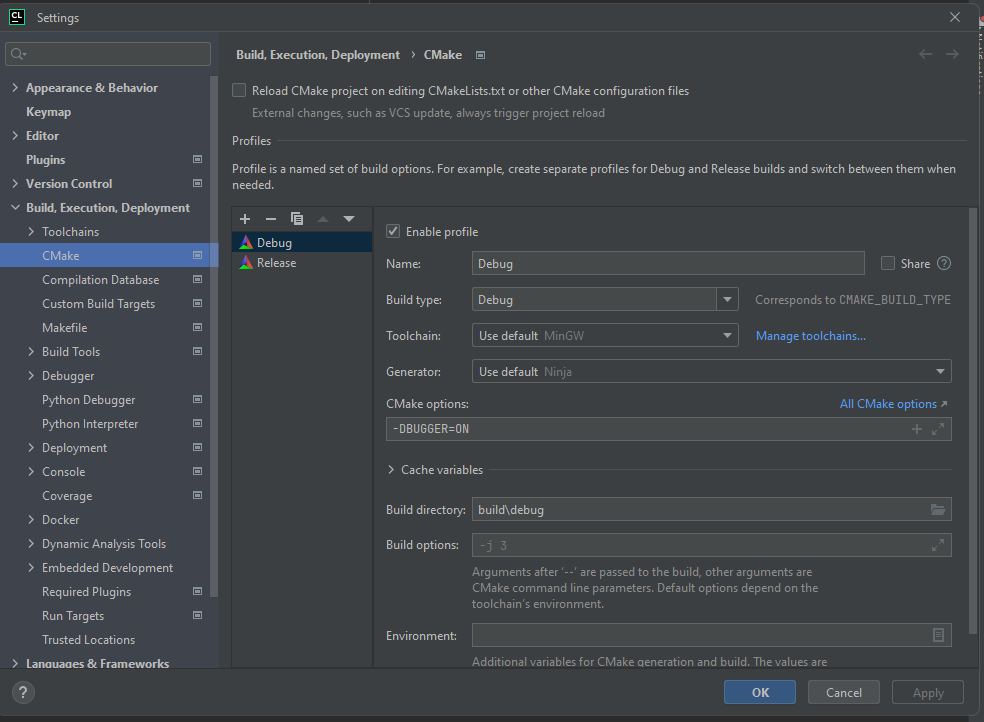 CL
Settings
Appearance & Behavior
Keymap
Editor
Plugins
Version Control
Build, Execution, Deployment
Toolchains
CMake
Compilation Database
Custom Build Targets
Makefile
Build Tools
Debugger
Python Debugger
Python Interpreter
Deployment
Console
Coverage
Docker
Dynamic Analysis Tools
Embedded Development
Required Plugins
Run Targets
Trusted Locations
Languages & Frameworks
?
Build, Execution, Deployment › CMake
Reload CMake project on editing CMakeLists.txt or other CMake configuration files
External changes, such as VCS update, always trigger project reload
Profiles
Profile is a named set of build options. For example, create separate profiles for Debug and Release builds and switch between them when
needed.
Debug
Release
Enable profile
Name: Debug Share ?
Build type: Debug Corresponds to CMAKE_BUILD_TYPE
Toolchain: Use default MinGW Manage toolchains...
Generator: Use default Ninja
CMake options: All CMake options ↗
-DBUGGER=ON
Cache variables
Build directory: build\debug
Build options: -j 3
Arguments after '--' are passed to the build, other arguments are
CMake command line parameters. Default options depend on the
toolchain's environment.
Environment:
Additional variables for CMake generation and build. The values are
OK Cancel Apply